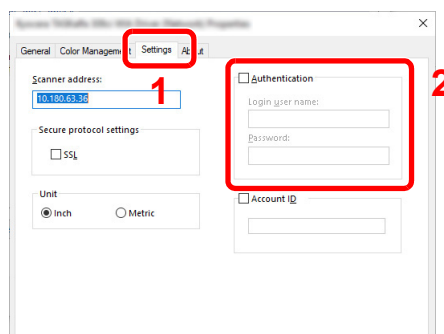 General Color Management Settings About
1
2
Scanner address:
10.180.63.36
Authentication
Login user name:
Password:
Secure protocol settings
SSL
Unit
Inch Metric
Account ID